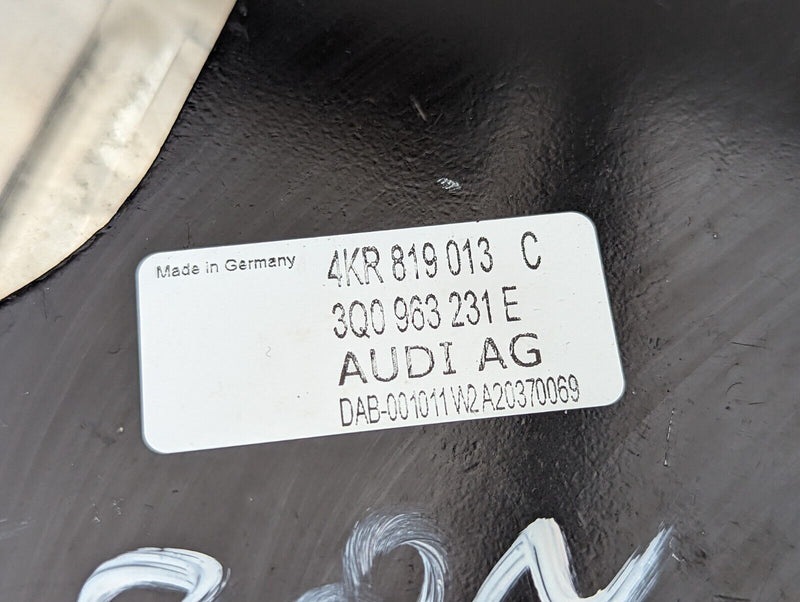 Made in Germany
4KR 819 013 C
3Q0 963 231 E
AUDI AG
DAB-001011W2A20370069